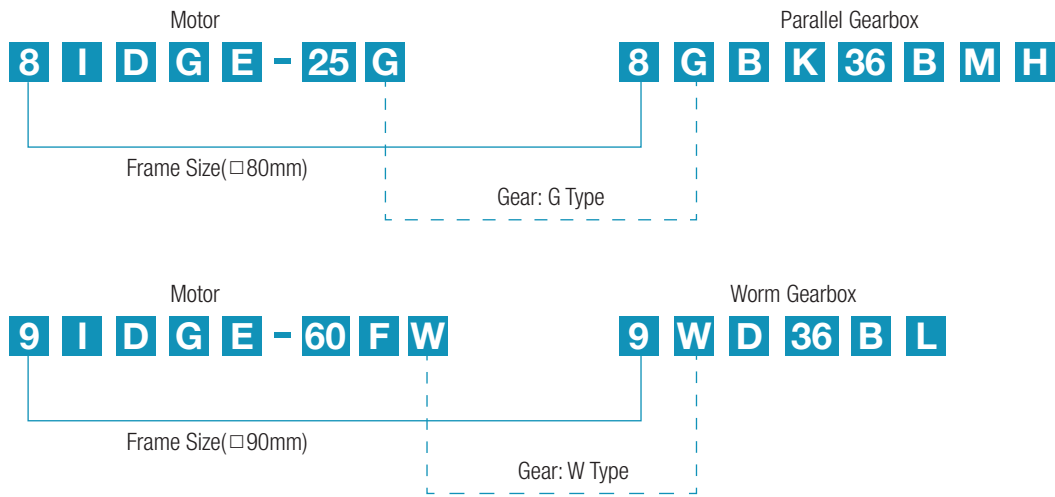 Motor Parallel Gearbox
8 I D G E - 25 G 8 G B K 36 B M H
Frame Size(□80mm)
Gear: G Type
Motor Worm Gearbox
9 I D G E - 60 F W 9 W D 36 B L
Frame Size(□90mm)
Gear: W Type